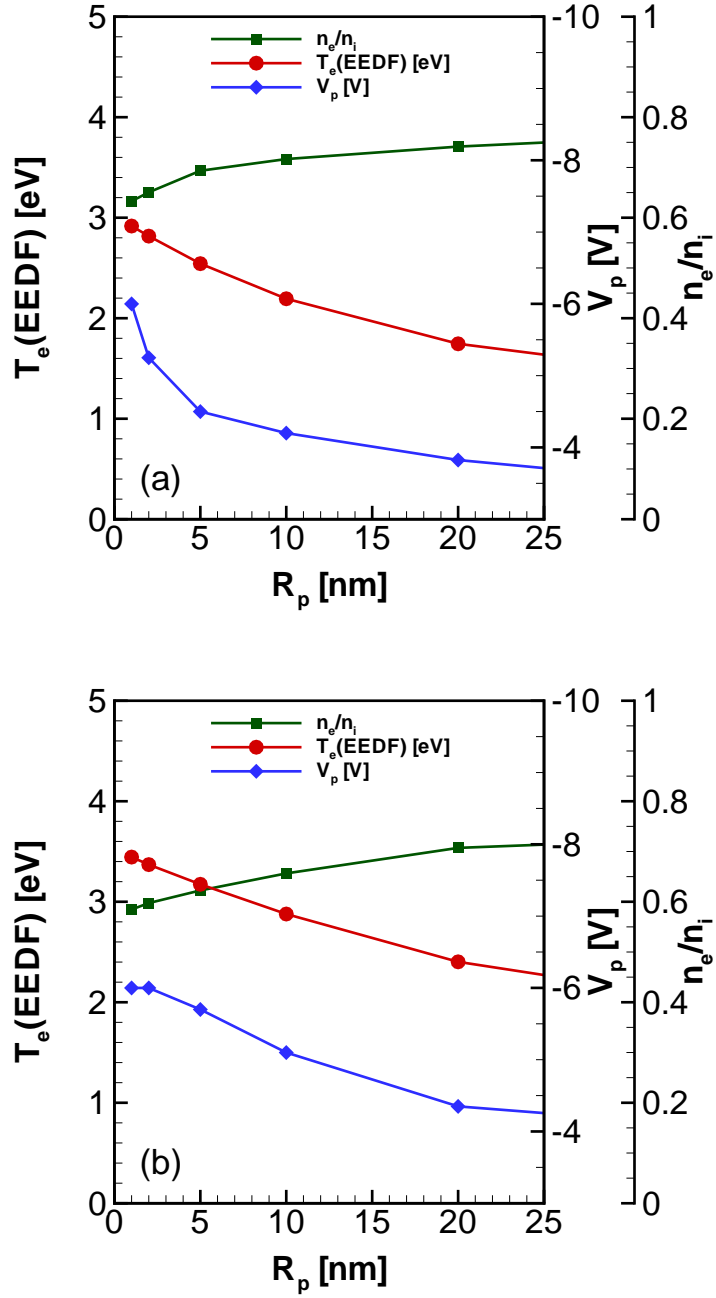 n_e/n_i
T_e(EEDF) [eV]
V_p [V]
5
4
3
2
1
0
T_e(EEDF) [eV]
-10
-8
-6
-4
V_p [V]
1
0.8
0.6
0.4
0.2
0
n_e/n_i
(a)
0 5 10 15 20 25
R_p [nm]
n_e/n_i
T_e(EEDF) [eV]
V_p [V]
5
4
3
2
1
0
T_e(EEDF) [eV]
-10
-8
-6
-4
V_p [V]
1
0.8
0.6
0.4
0.2
0
n_e/n_i
(b)
0 5 10 15 20 25
R_p [nm]